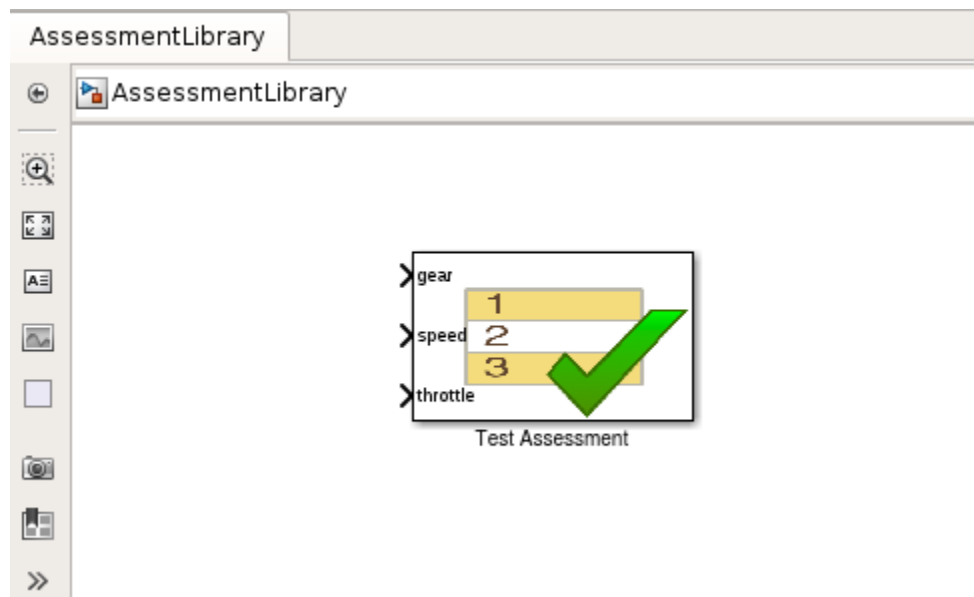 AssessmentLibrary
AssessmentLibrary
gear
1
speed
2
3
throttle
Test Assessment